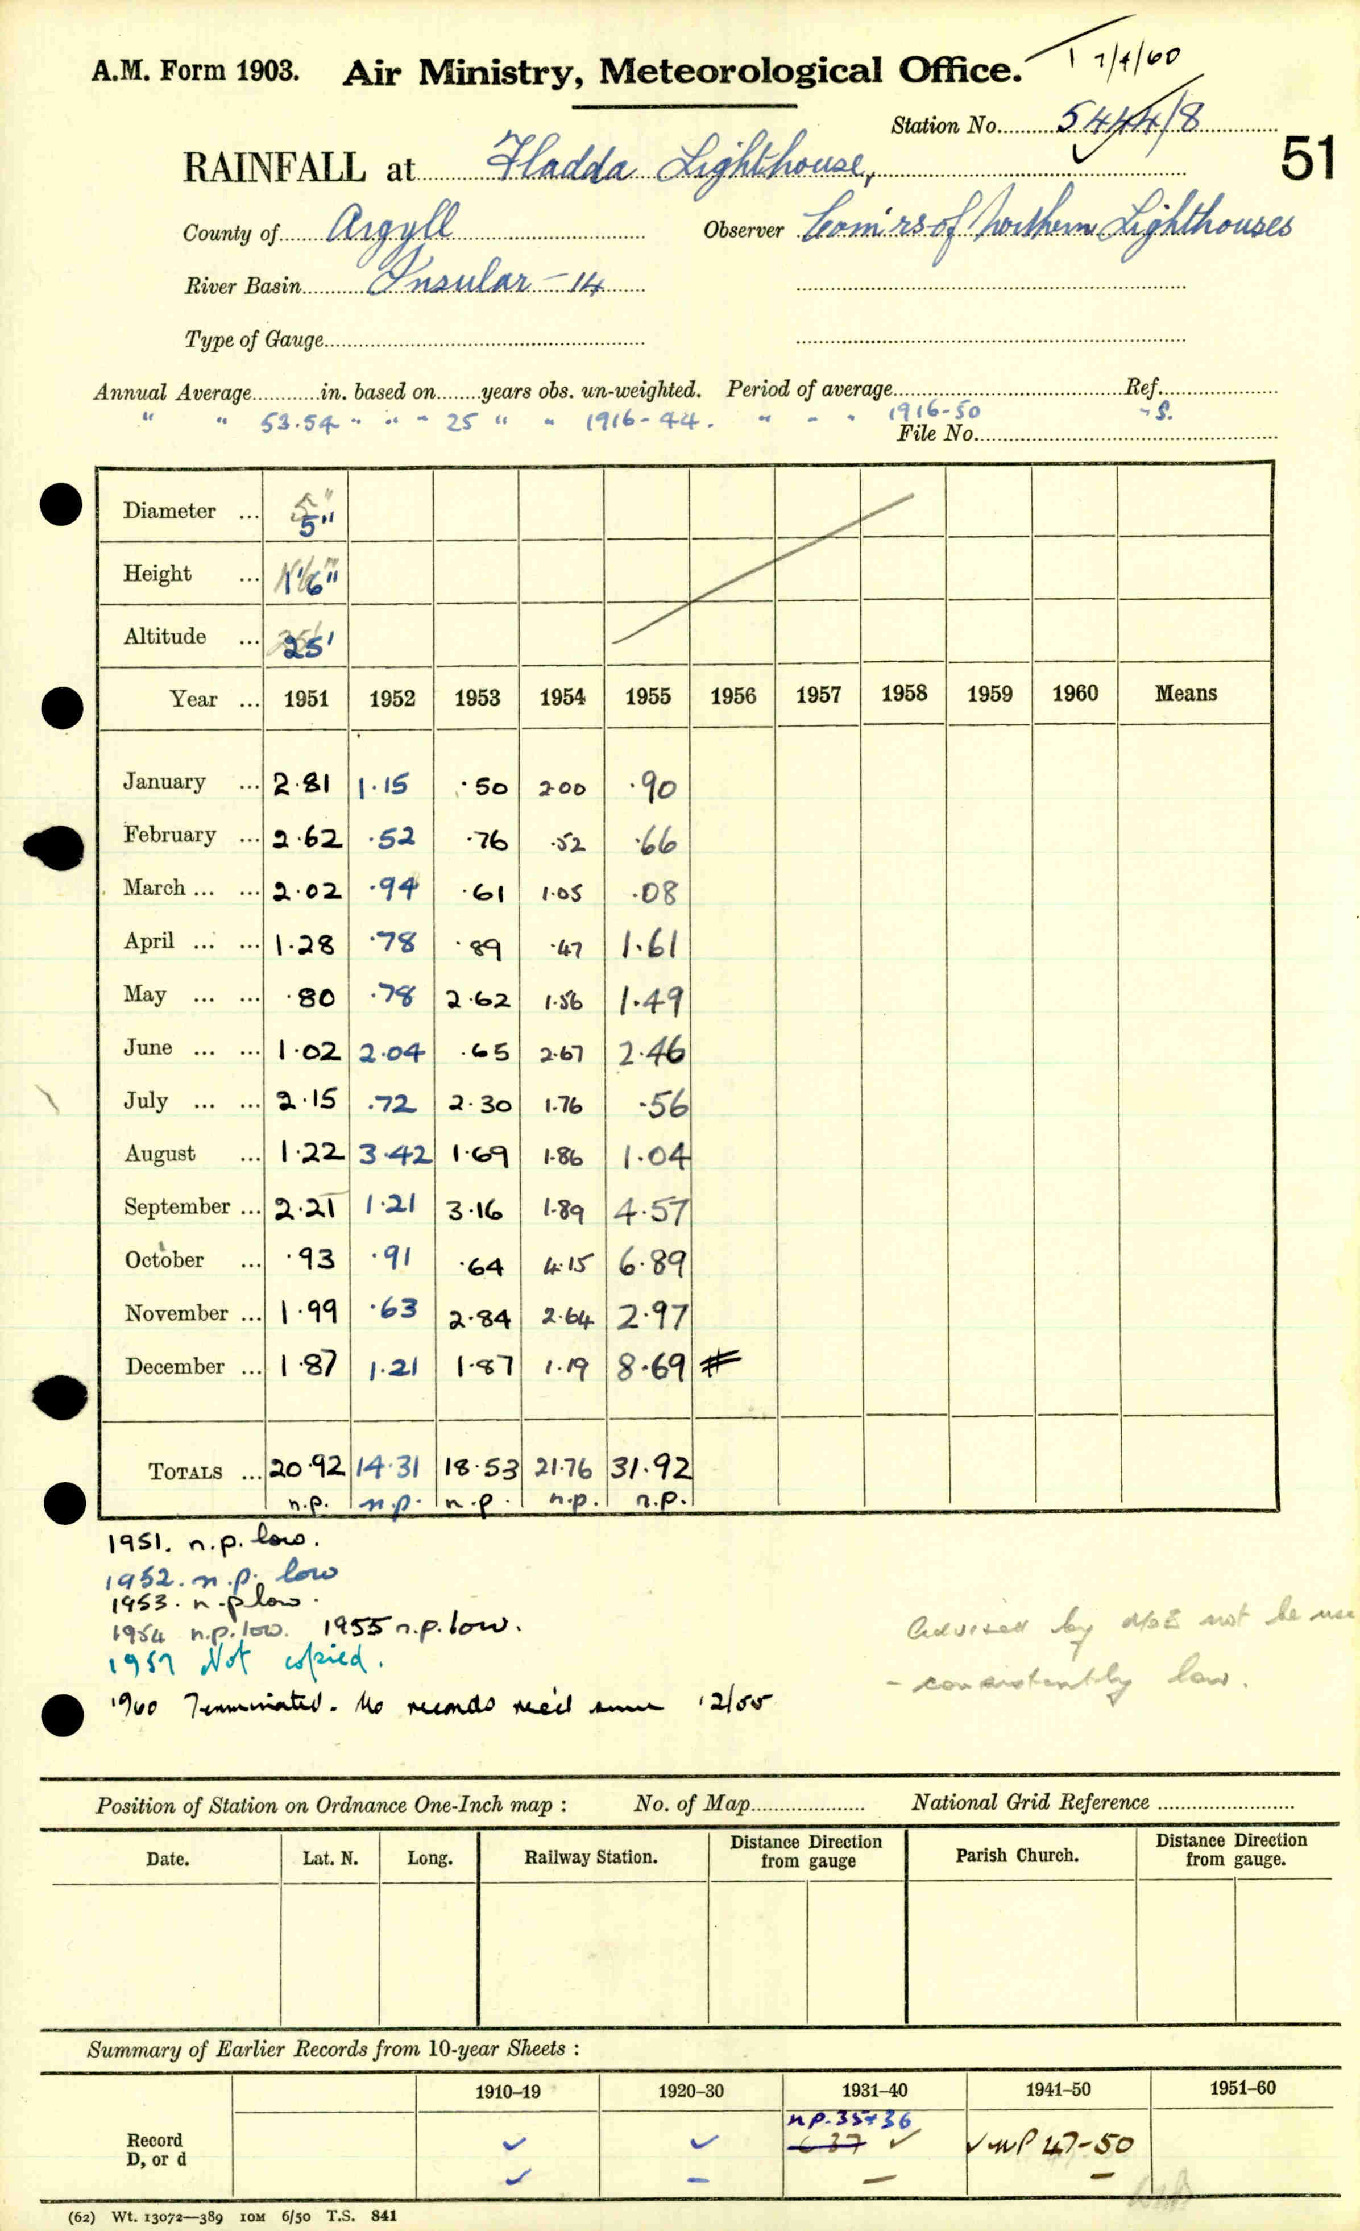 A.M. Form 1903. Air Ministry, Meteorological Office. T 7/4/60
Station No. 5444/8
51
RAINFALL at Fladda Lighthouse,
County of Argyll Observer Com'rs of Northern Lighthouses
River Basin Insular - 14
Type of Gauge
Annual Average in. based on years obs. un-weighted. Period of average Ref.
" " 53.54 " " " 25 " " 1916-44. " " " 1916-50 S.
File No.
Diameter ... 5" 5"
Height ... 1'6" 1'6"
Altitude ... 25' 25'
Year ... 1951 1952 1953 1954 1955 1956 1957 1958 1959 1960 Means
January ... 2.81 1.15 .50 2.00 .90
February ... 2.62 .52 .76 .52 .66
March ... ... 2.02 .94 .61 1.05 .08
April ... ... 1.28 .78 .89 .47 1.61
May ... ... .80 .78 2.62 1.56 1.49
June ... ... 1.02 2.04 .65 2.67 2.46
July ... ... 2.15 .72 2.30 1.76 .56
August ... 1.22 3.42 1.69 1.86 1.04
September ... 2.21 1.21 3.16 1.89 4.57
October ... .93 .91 .64 4.15 6.89
November ... 1.99 .63 2.84 2.64 2.97
December ... 1.87 1.21 1.87 1.19 8.69 #
TOTALS ... 20.92 14.31 18.53 21.76 31.92
n.p. n.p. n.p. n.p. n.p.
1951. n.p. low.
1952. n.p. low
1953. n.p low.
1954 n.p. low. 1955 n.p. low.
1957 Not copied.
1960 Terminated. No records rec'd since 12/55
Advised by not be use
- consistently low.
Position of Station on Ordnance One-Inch map : No. of Map National Grid Reference
Date. Lat. N. Long. Railway Station. Distance Direction from gauge Parish Church. Distance Direction from gauge.
Summary of Earlier Records from 10-year Sheets :
1910–19 1920–30 1931–40 1941–50 1951–60
n.p. 35+36
Record ✓ ✓ 37 ✓ ✓ n.p 47-50
D, or d ✓ – – –
(62) Wt. 13072—389 10M 6/50 T.S. 841